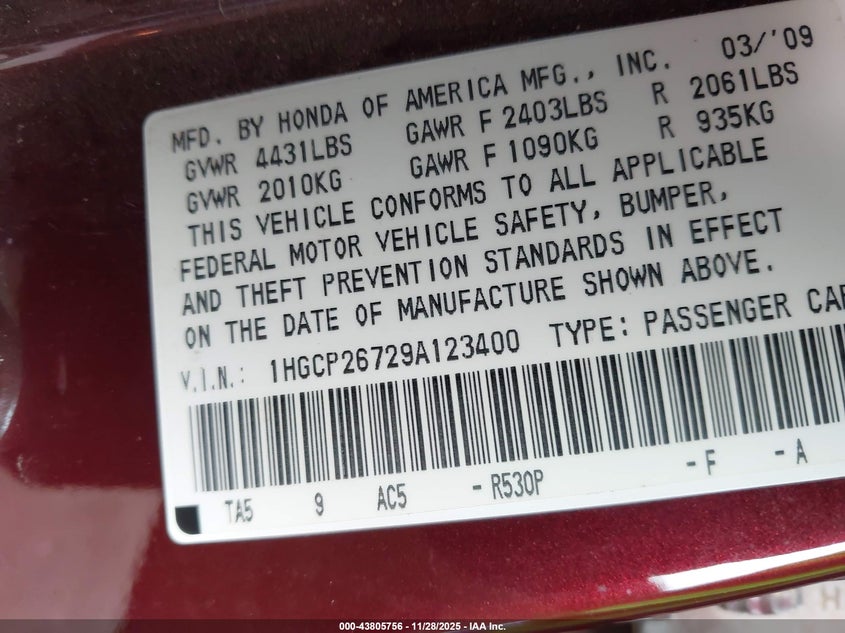 MFD. BY HONDA OF AMERICA MFG., INC. 03/'09
GVWR 4431LBS GAWR F 2403LBS R 2061LBS
GVWR 2010KG GAWR F 1090KG R 935KG
THIS VEHICLE CONFORMS TO ALL APPLICABLE
FEDERAL MOTOR VEHICLE SAFETY, BUMPER,
AND THEFT PREVENTION STANDARDS IN EFFECT
ON THE DATE OF MANUFACTURE SHOWN ABOVE.
V.I.N.: 1HGCP26729A123400 TYPE: PASSENGER CAR
TA5 9 AC5 -R530P -F -A
000-43805756 - 11/28/2025 - IAA Inc.